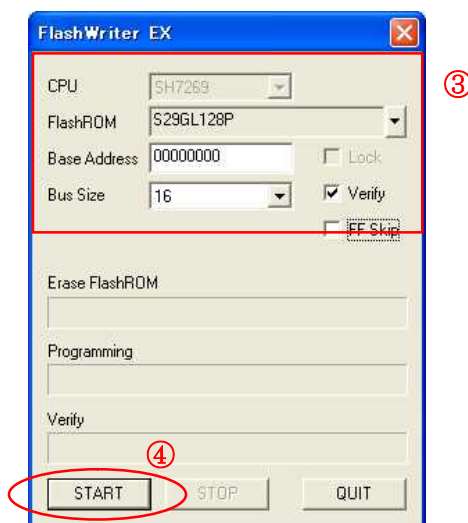 FlashWriter EX
③
CPU SH7269
FlashROM S29GL128P
Base Address 00000000 Lock
Bus Size 16 Verify
FF Skip
Erase FlashROM
Programming
Verify
④
START STOP QUIT